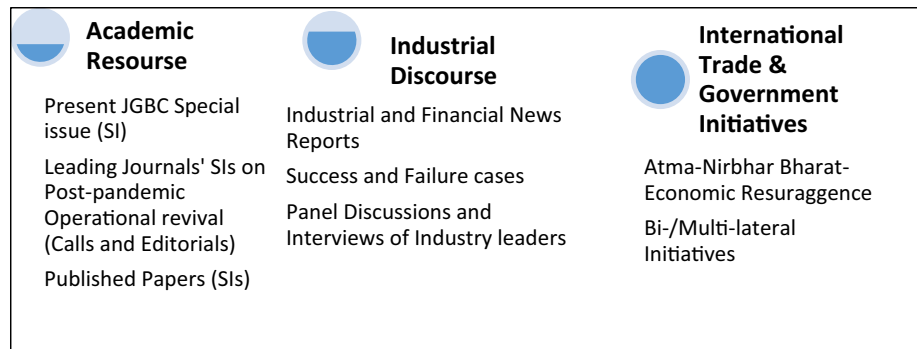 Academic
Resourse
Present JGBC Special
issue (SI)
Leading Journals' SIs on
Post-pandemic
Operational revival
(Calls and Editorials)
Published Papers (SIs)
Industrial
Discourse
Industrial and Financial News
Reports
Success and Failure cases
Panel Discussions and
Interviews of Industry leaders
International
Trade &
Government
Initiatives
Atma-Nirbhar Bharat-
Economic Resuraggence
Bi-/Multi-lateral
Initiatives